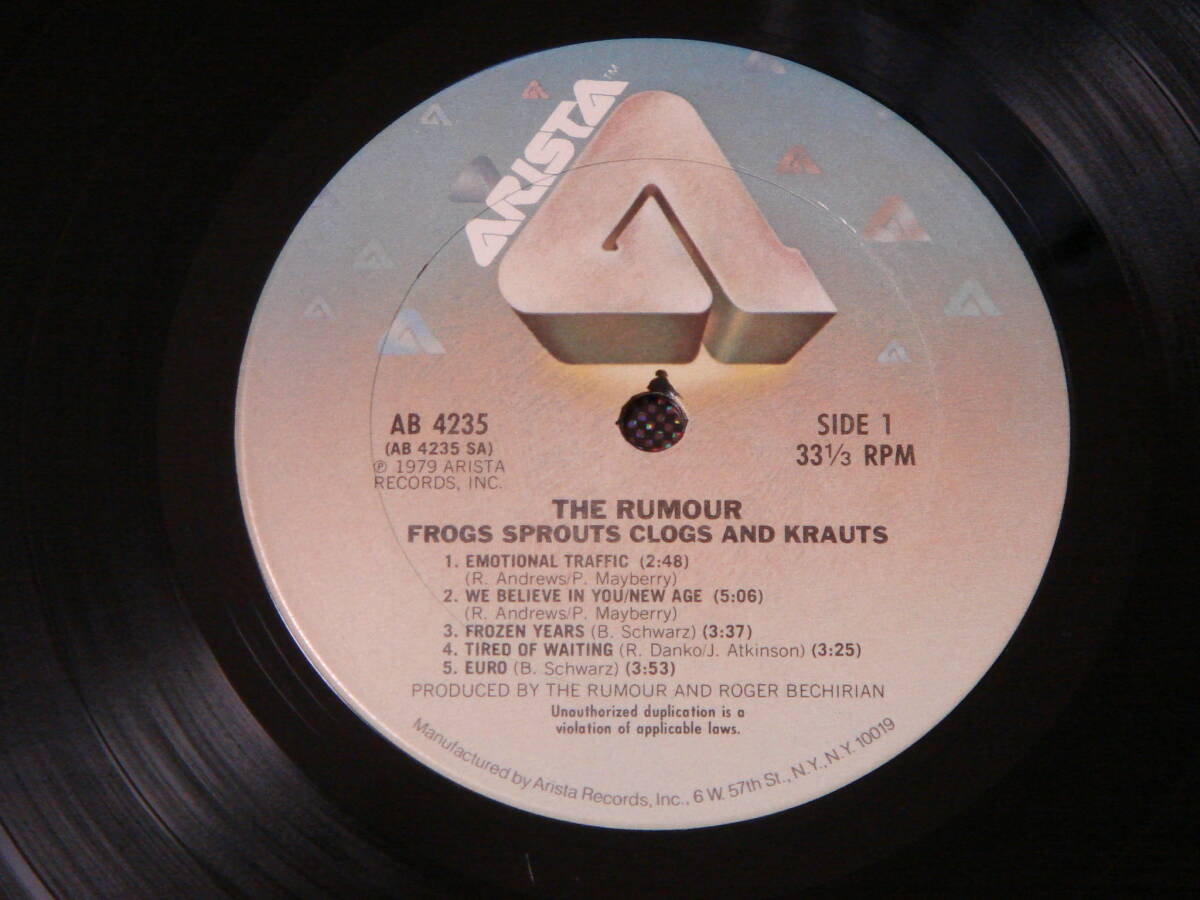 ARISTA™
AB 4235
(AB 4235 SA)
℗ 1979 ARISTA
RECORDS, INC.
SIDE 1
33⅓ RPM
THE RUMOUR
FROGS SPROUTS CLOGS AND KRAUTS
1. EMOTIONAL TRAFFIC (2:48)
(R. Andrews/P. Mayberry)
2. WE BELIEVE IN YOU/NEW AGE (5:06)
(R. Andrews/P. Mayberry)
3. FROZEN YEARS (B. Schwarz) (3:37)
4. TIRED OF WAITING (R. Danko/J. Atkinson) (3:25)
5. EURO (B. Schwarz) (3:53)
PRODUCED BY THE RUMOUR AND ROGER BECHIRIAN
Unauthorized duplication is a
violation of applicable laws.
Manufactured by Arista Records, Inc., 6 W. 57th St., N.Y., N.Y. 10019